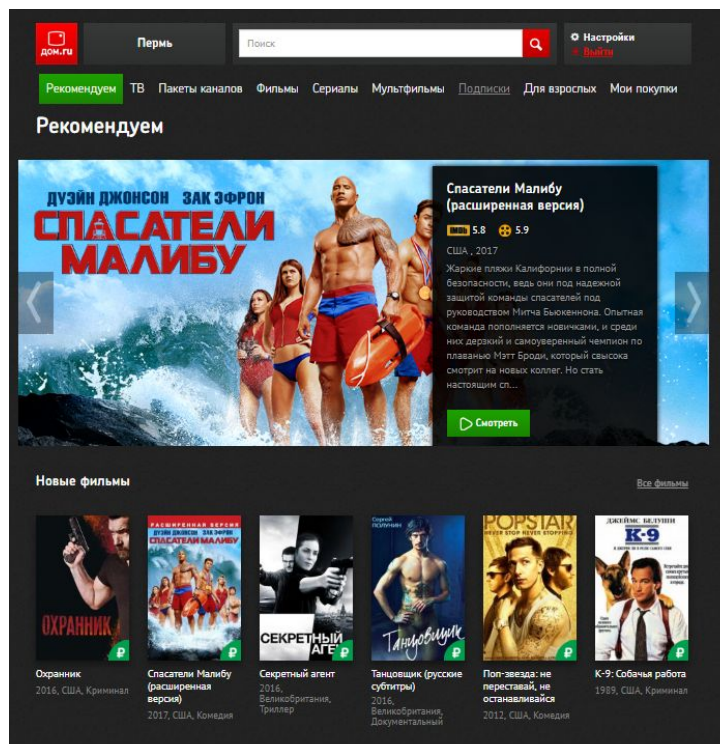 дом.ru
Пермь
Поиск
Настройки
Выйти
Рекомендуем ТВ Пакеты каналов Фильмы Сериалы Мультфильмы Подписки Для взрослых Мои покупки
Рекомендуем
ДУЭЙН ДЖОНСОН ЗАК ЭФРОН
СПАСАТЕЛИ
МАЛИБУ
Спасатели Малибу
(расширенная версия)
IMDb 5.8 5.9
США , 2017
Жаркие пляжи Калифорнии в полной
безопасности, ведь они под надежной
защитой команды спасателей под
руководством Митча Бьюкеннона. Опытная
команда пополняется новичками, и среди
них дерзкий и самоуверенный чемпион по
плаванью Мэтт Броди, который свысока
смотрит на новых коллег. Но стать
настоящим сп...
Смотреть
Новые фильмы
Все фильмы
ОХРАННИК
₽
Охранник
2016, США, Криминал
РАСШИРЕННАЯ ВЕРСИЯ
ДУЭЙН ДЖОНСОН ЗАК ЭФРОН
СПАСАТЕЛИ МАЛИБУ
₽
Спасатели Малибу
(расширенная
версия)
2017, США, Комедия
СЕКРЕТНЫЙ
АГЕНТ
₽
Секретный агент
2016,
Великобритания,
Триллер
Сергей
ПОЛУНИН
Танцовщик
₽
Танцовщик (русские
субтитры)
2016,
Великобритания,
Документальный
POPSTAR
NEVER STOP NEVER STOPPING
₽
Поп-звезда: не
переставай, не
останавливайся
2012, США, Комедия
ДЖЕЙМС БЕЛУШИ
K-9
₽
К-9: Собачья работа
1989, США, Криминал